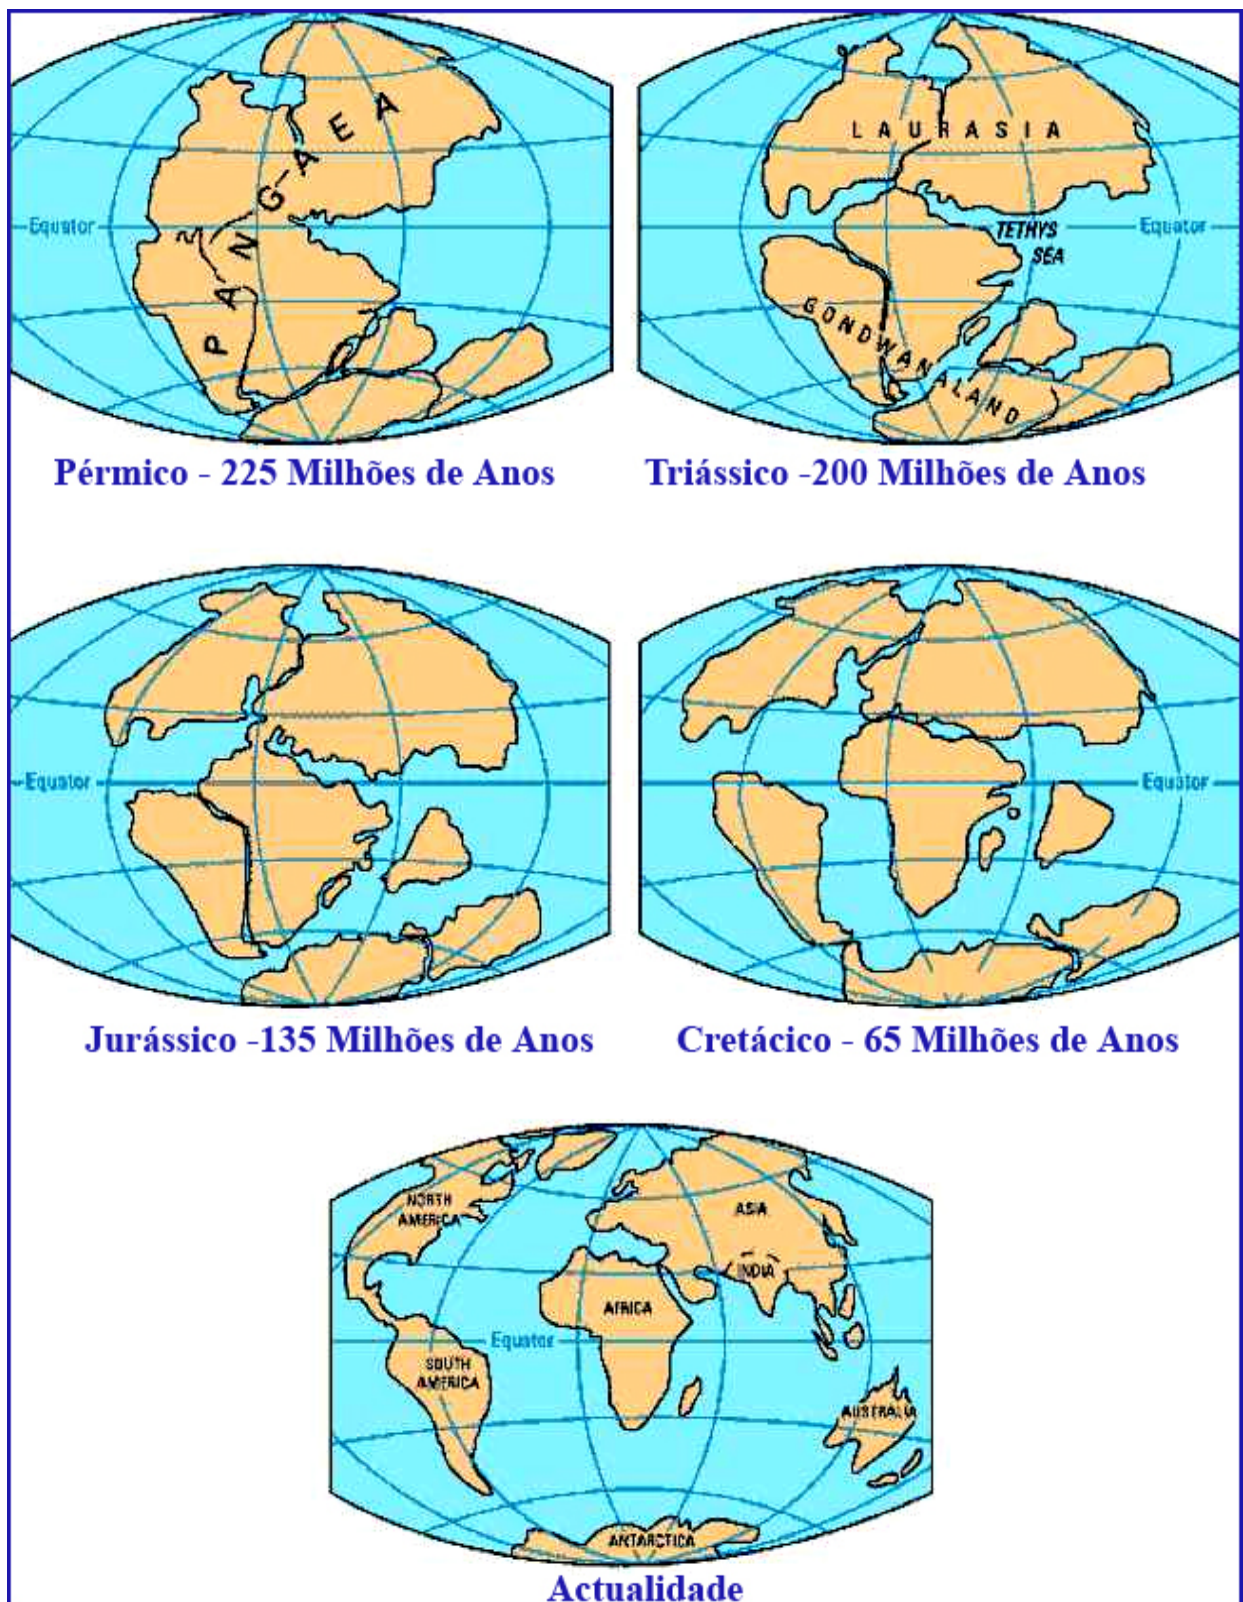 PANGAEA
Equator
Pérmico - 225 Milhões de Anos
LAURASIA
TETHYS
SEA
Equator
GONDWANALAND
Triássico -200 Milhões de Anos
Equator
Jurássico -135 Milhões de Anos
Equator
Cretácico - 65 Milhões de Anos
NORTH
AMERICA
ASIA
INDIA
AFRICA
Equator
SOUTH
AMERICA
AUSTRALIA
ANTARCTICA
Actualidade